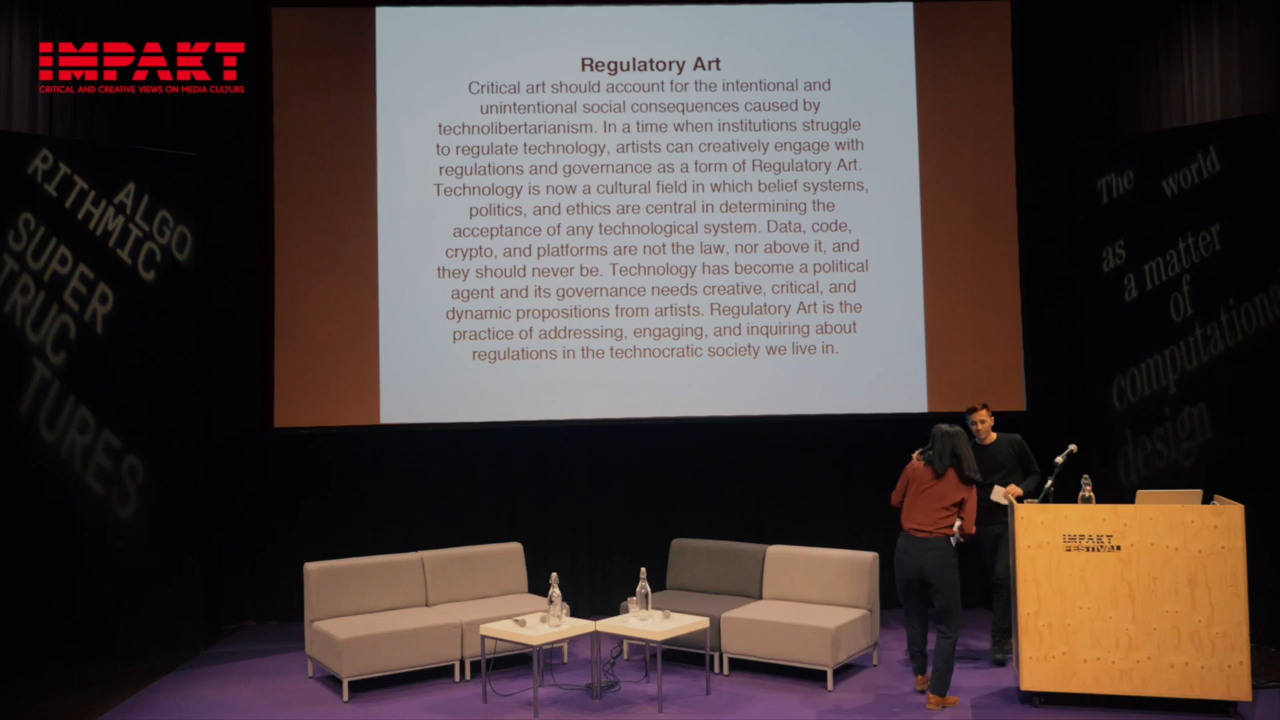 IMPAKT
CRITICAL AND CREATIVE VIEWS ON MEDIA CULTURE
Regulatory Art
Critical art should account for the intentional and
unintentional social consequences caused by
technolibertarianism. In a time when institutions struggle
to regulate technology, artists can creatively engage with
regulations and governance as a form of Regulatory Art.
Technology is now a cultural field in which belief systems,
politics, and ethics are central in determining the
acceptance of any technological system. Data, code,
crypto, and platforms are not the law, nor above it, and
they should never be. Technology has become a political
agent and its governance needs creative, critical, and
dynamic propositions from artists. Regulatory Art is the
practice of addressing, engaging, and inquiring about
regulations in the technocratic society we live in.
ALGO
RITHMIC
SUPER
TRUC
TURES
The world
as
a matter
of
computational
design
IMPAKT
FESTIVAL